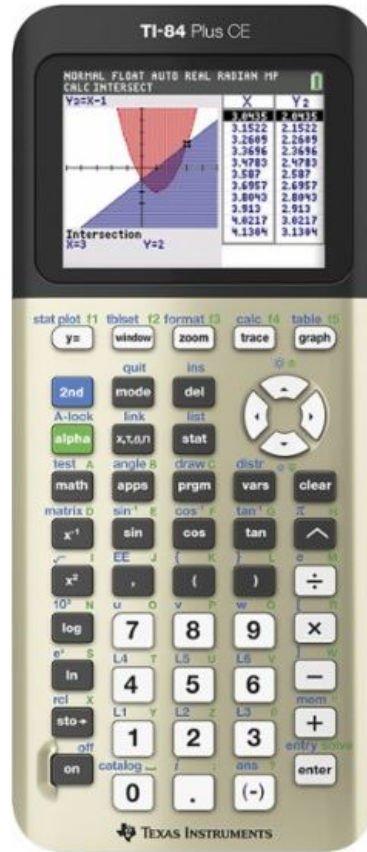 TI-84 Plus CE
NORMAL FLOAT AUTO REAL RADIAN MP
CALC INTERSECT
Y2=X-1
X Y2
3.0435 2.0435
3.1522 2.1522
3.2609 2.2609
3.3696 2.3696
3.4783 2.4783
3.587 2.587
3.6957 2.6957
3.8043 2.8043
3.913 2.913
4.0217 3.0217
4.1304 3.1304
Intersection
X=3 Y=2
stat plot f1 tblset f2 format f3 calc f4 table f5
y= window zoom trace graph
quit ins
2nd mode del
A-lock link list
alpha X,T,θ,n stat
test A angle B draw C distr
math apps prgm vars clear
matrix D sin⁻¹ E cos⁻¹ F tan⁻¹ G π H
x⁻¹ sin cos tan ^
√ I EE J { K } L e M
x² , ( ) ÷
10ˣ N u O v P w Q [ R
log 7 8 9 ×
eˣ S L4 T L5 U L6 V ] W
ln 4 5 6 −
rcl X L1 Y L2 Z L3 θ mem "
sto→ 1 2 3 +
off catalog i : ans ? entry solve
on 0 . (-) enter
TEXAS INSTRUMENTS